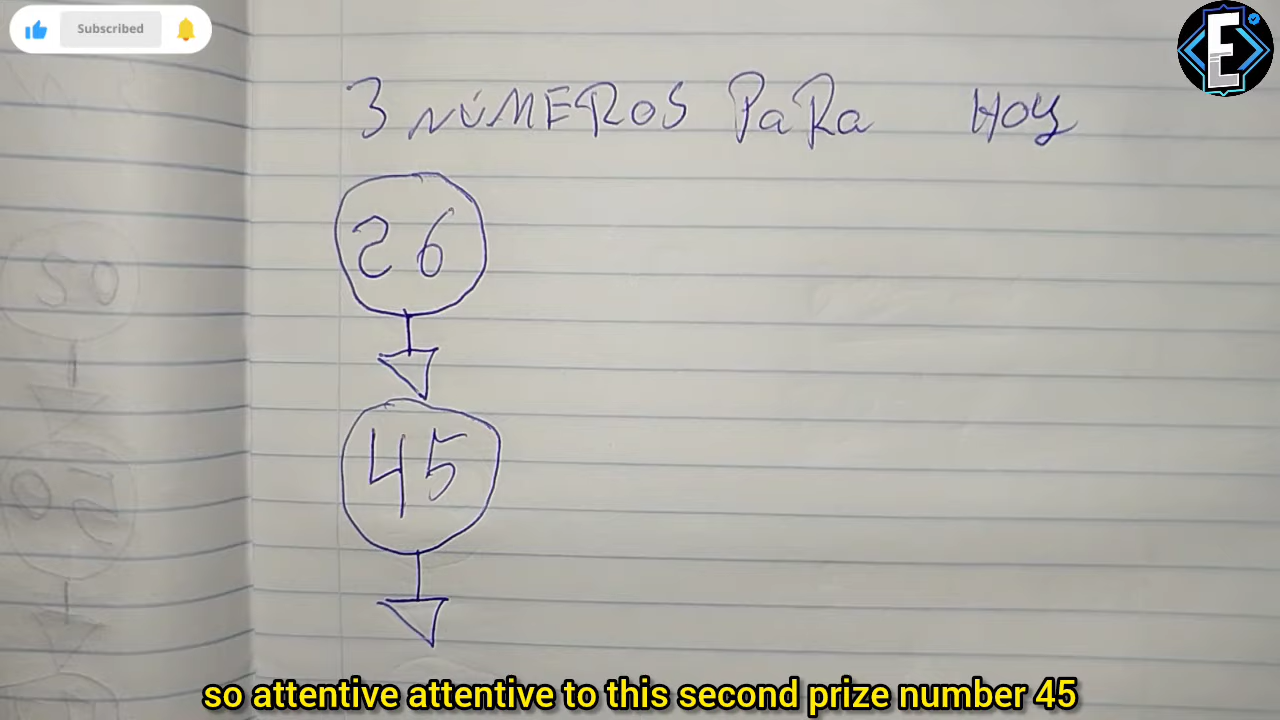 Subscribed
E
3 NÚMEROS PaRa HOY
26
45
so attentive attentive to this second prize number 45